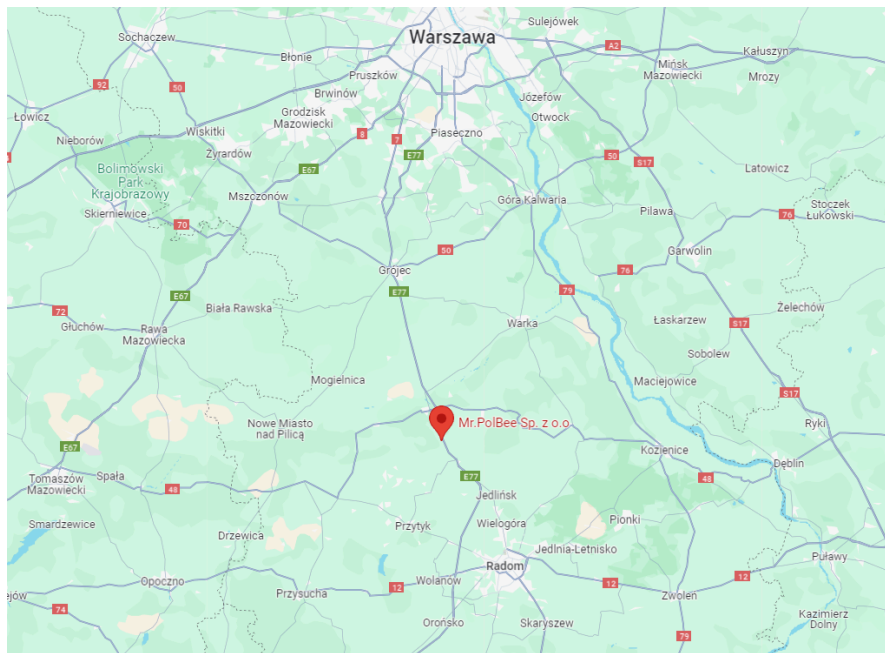 Sulejówek
Warszawa
Sochaczew
A2
Kałuszyn
Błonie
Mińsk
Mazowiecki
Mrozy
Pruszków
92
50
Brwinów
Józefów
Łowicz
Grodzisk
Mazowiecki
Otwock
Wiskitki
8
7
Piaseczno
Nieborów
Żyrardów
E77
50
S17
E67
Latowicz
Bolimowski
Park
Krajobrazowy
Mszczonów
Góra Kalwaria
Pilawa
Stoczek
Łukowski
76
Skierniewice
70
50
Garwolin
Grojec
76
E77
79
E67
Biała Rawska
Żelechów
72
Łaskarzew
Głuchów
Rawa
Mazowiecka
Warka
S17
Sobolew
Mogielnica
Maciejowice
S17
Nowe Miasto
nad Pilicą
Mr.PolBee Sp. z o.o.
Ryki
E67
Kozienice
Dęblin
Tomaszów
Mazowiecki
Spała
E77
48
48
Jedlińsk
Smardzewice
Przytyk
Wielogóra
Pionki
Drzewica
Jedlnia-Letnisko
Puławy
Radom
Opoczno
Wolanów
12
12
12
ejów
Przysucha
Zwoleń
74
Orońsko
Skaryszew
Kazimierz
Dolny
79